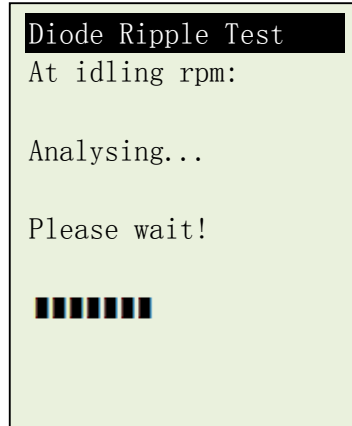 Diode Ripple Test
At idling rpm:
Analysing...
Please wait!